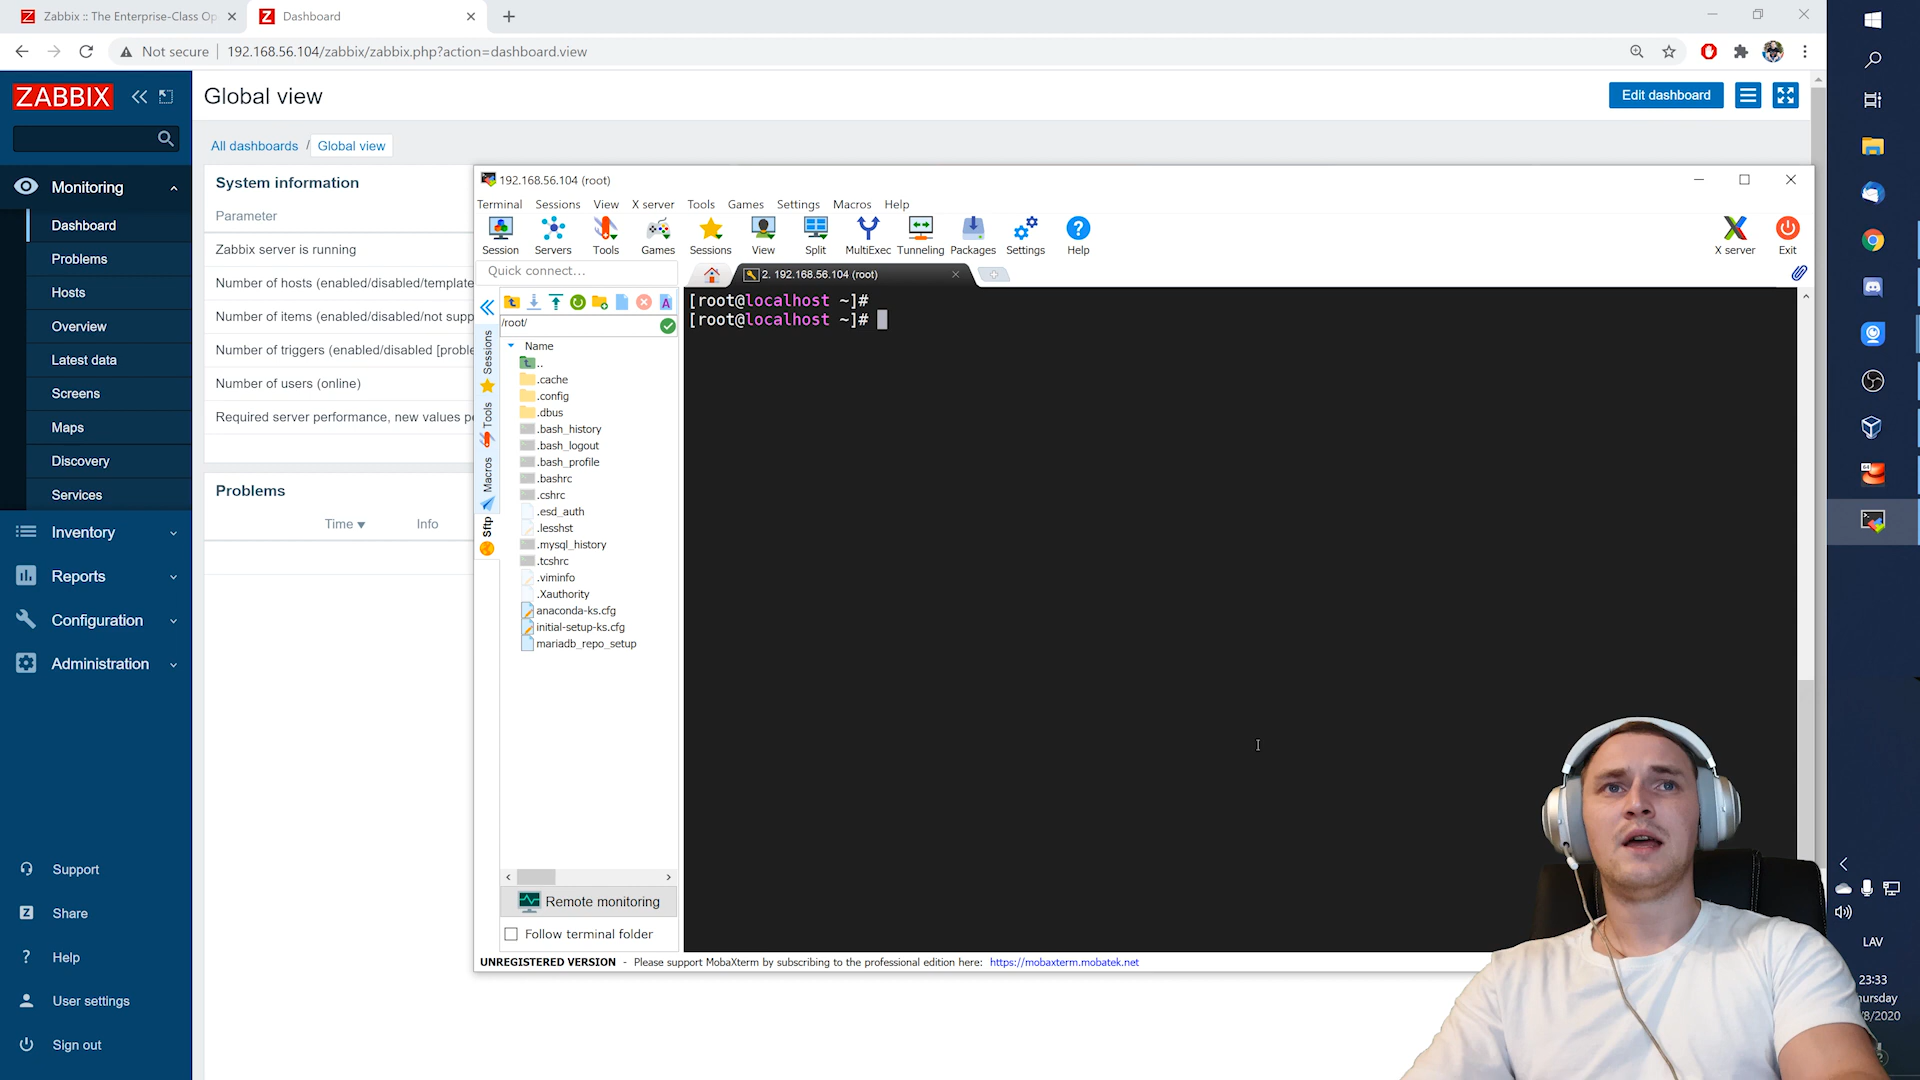 Zabbix :: The Enterprise-Class Op
Dashboard
Not secure
192.168.56.104/zabbix/zabbix.php?action=dashboard.view
ZABBIX
Global view
Edit dashboard
All dashboards / Global view
Monitoring
Dashboard
Problems
Hosts
Overview
Latest data
Screens
Maps
Discovery
Services
Inventory
Reports
Configuration
Administration
Support
Share
Help
User settings
Sign out
System information
Parameter
Zabbix server is running
Number of hosts (enabled/disabled/template
Number of items (enabled/disabled/not supp
Number of triggers (enabled/disabled [proble
Number of users (online)
Required server performance, new values pe
Problems
Time ▼ Info
192.168.56.104 (root)
Terminal Sessions View X server Tools Games Settings Macros Help
Session Servers Tools Games Sessions View Split MultiExec Tunneling Packages Settings Help X server Exit
Quick connect...
2. 192.168.56.104 (root)
Sessions
Tools
Macros
Sftp
/root/
Name
..
.cache
.config
.dbus
.bash_history
.bash_logout
.bash_profile
.bashrc
.cshrc
.esd_auth
.lesshst
.mysql_history
.tcshrc
.viminfo
.Xauthority
anaconda-ks.cfg
initial-setup-ks.cfg
mariadb_repo_setup
Remote monitoring
Follow terminal folder
[root@localhost ~]#
[root@localhost ~]#
UNREGISTERED VERSION - Please support MobaXterm by subscribing to the professional edition here: https://mobaxterm.mobatek.net
LAV
23:33
ursday
/8/2020